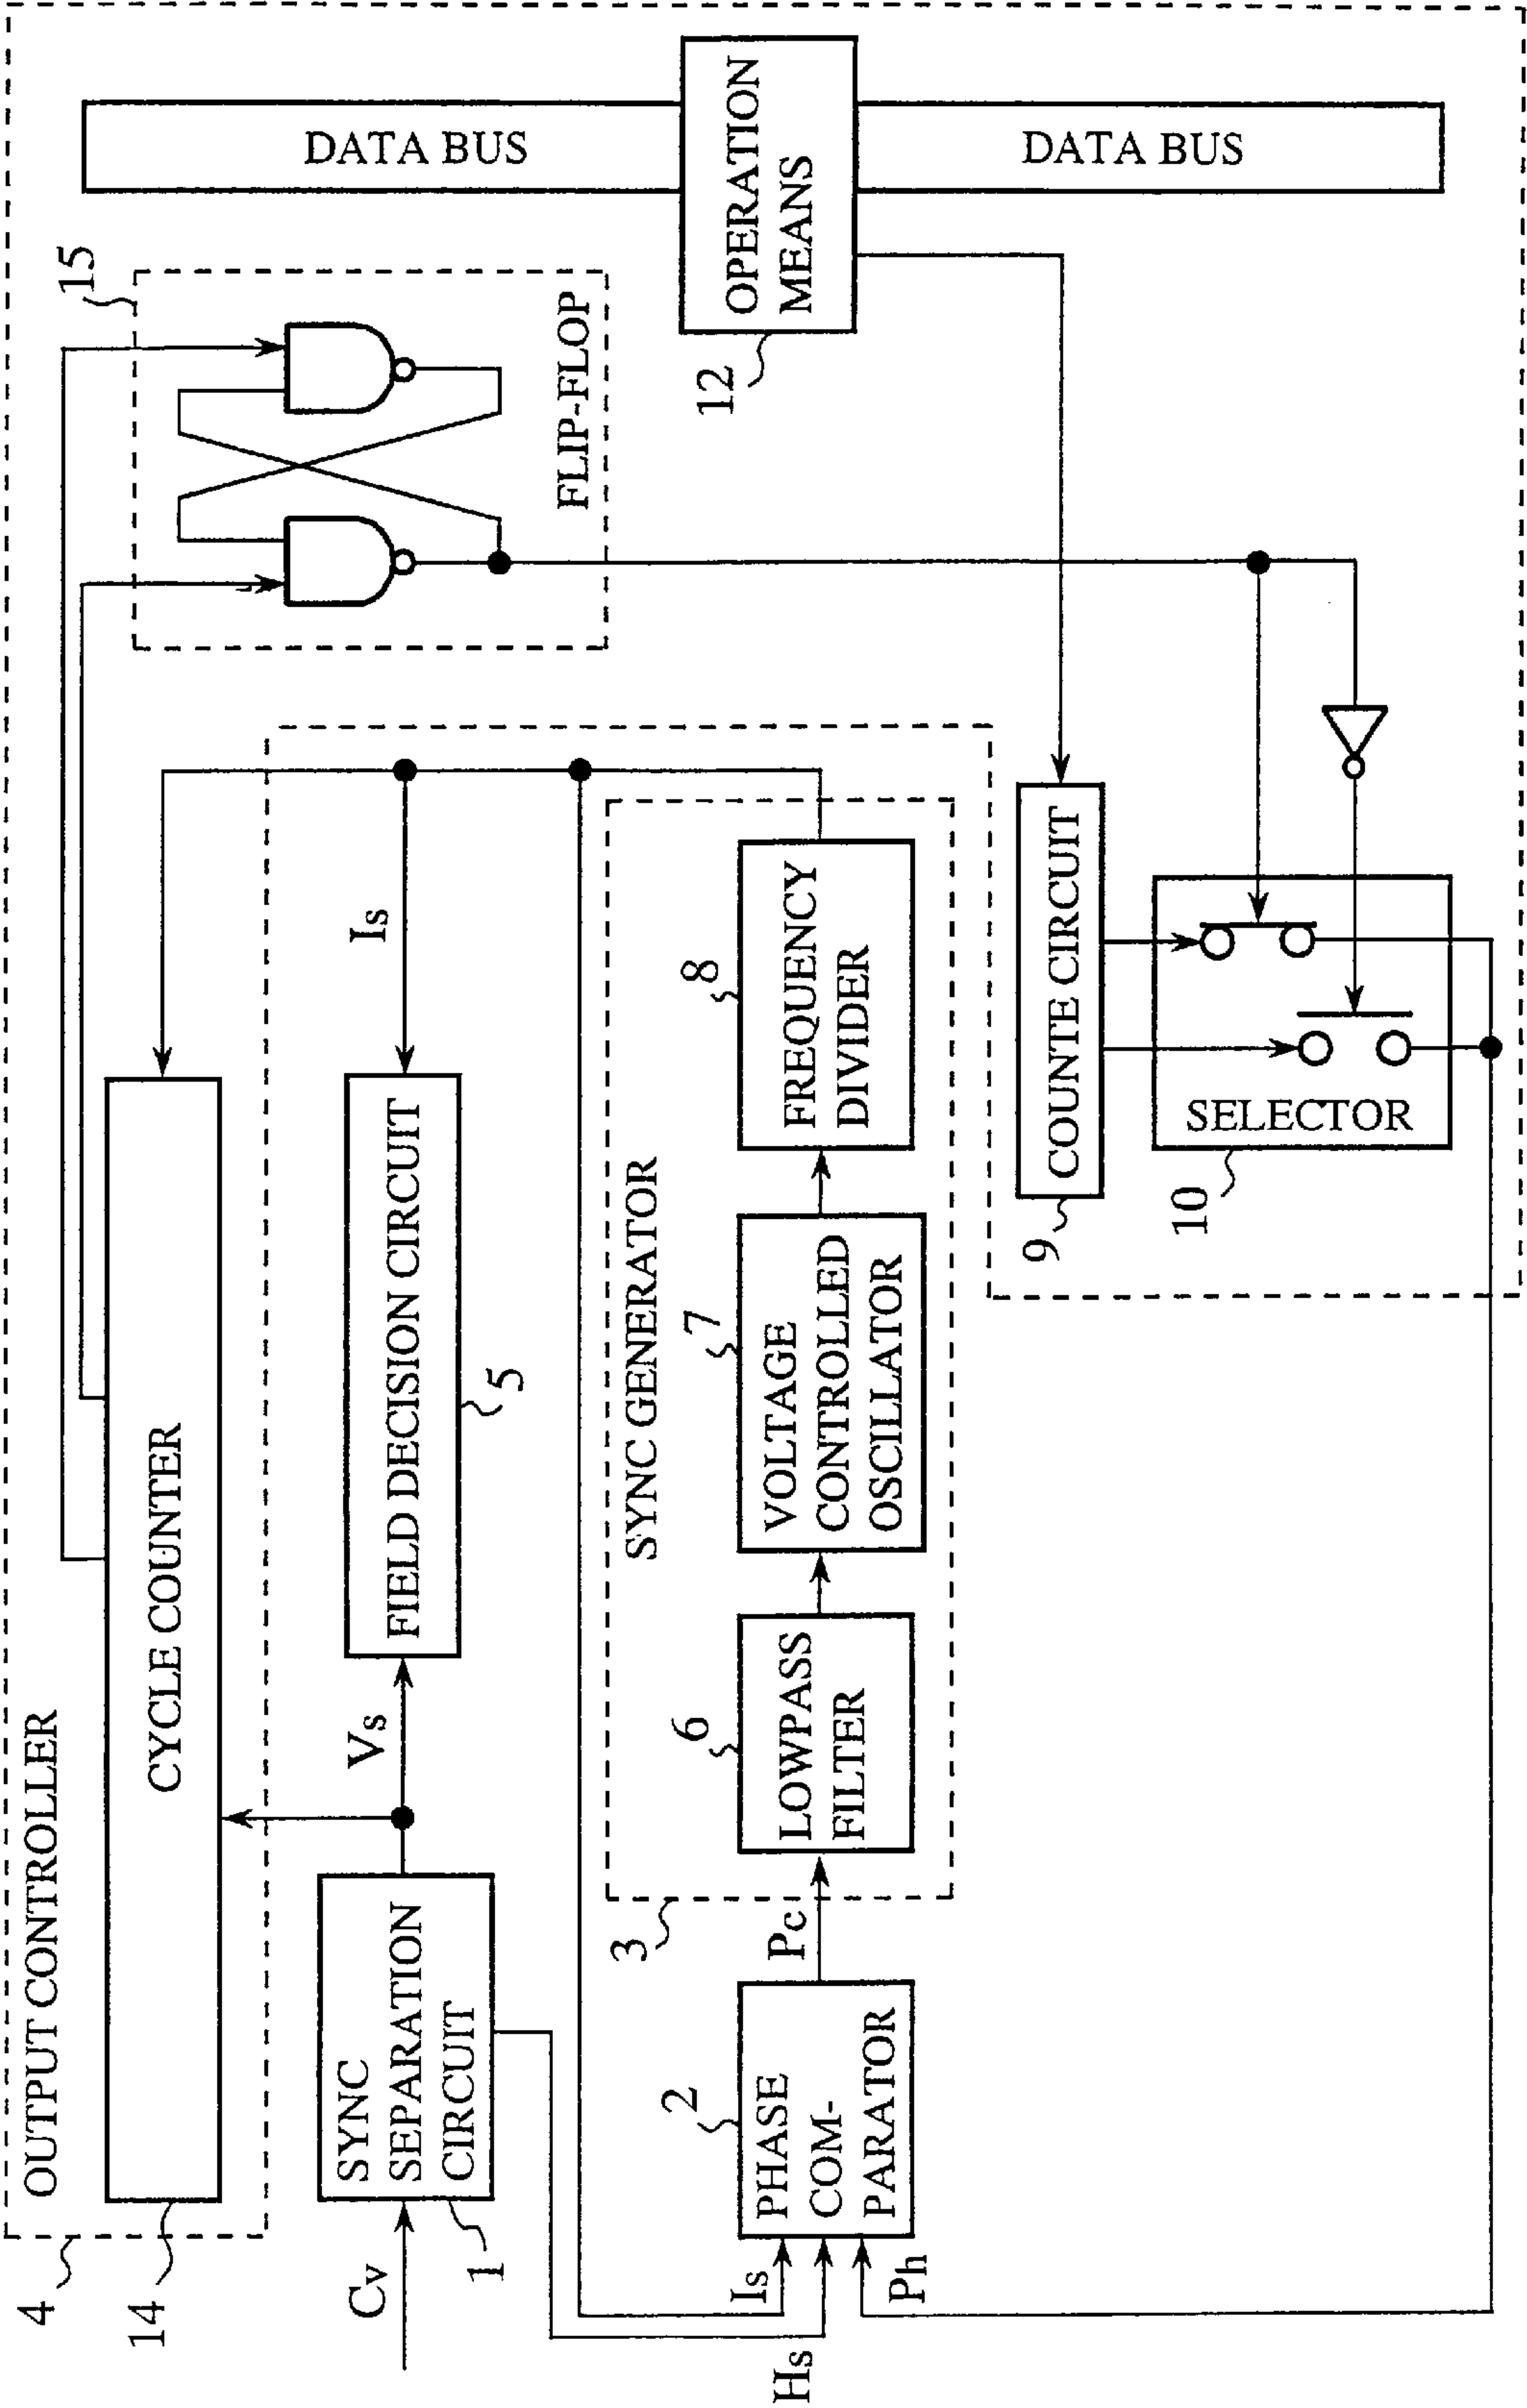 4
OUTPUT CONTROLLER
14
CYCLE COUNTER
15
FLIP-FLOP
Cv
1
SYNC
SEPARATION
CIRCUIT
Vs
FIELD DECISION CIRCUIT
5
Is
DATA BUS
OPERATION
MEANS
12
DATA BUS
3
SYNC GENERATOR
Is
Hs
Ph
2
PHASE
COM-
PARATOR
Pc
6
LOWPASS
FILTER
7
VOLTAGE
CONTROLLED
OSCILLATOR
8
FREQUENCY
DIVIDER
9
COUNTE CIRCUIT
10
SELECTOR